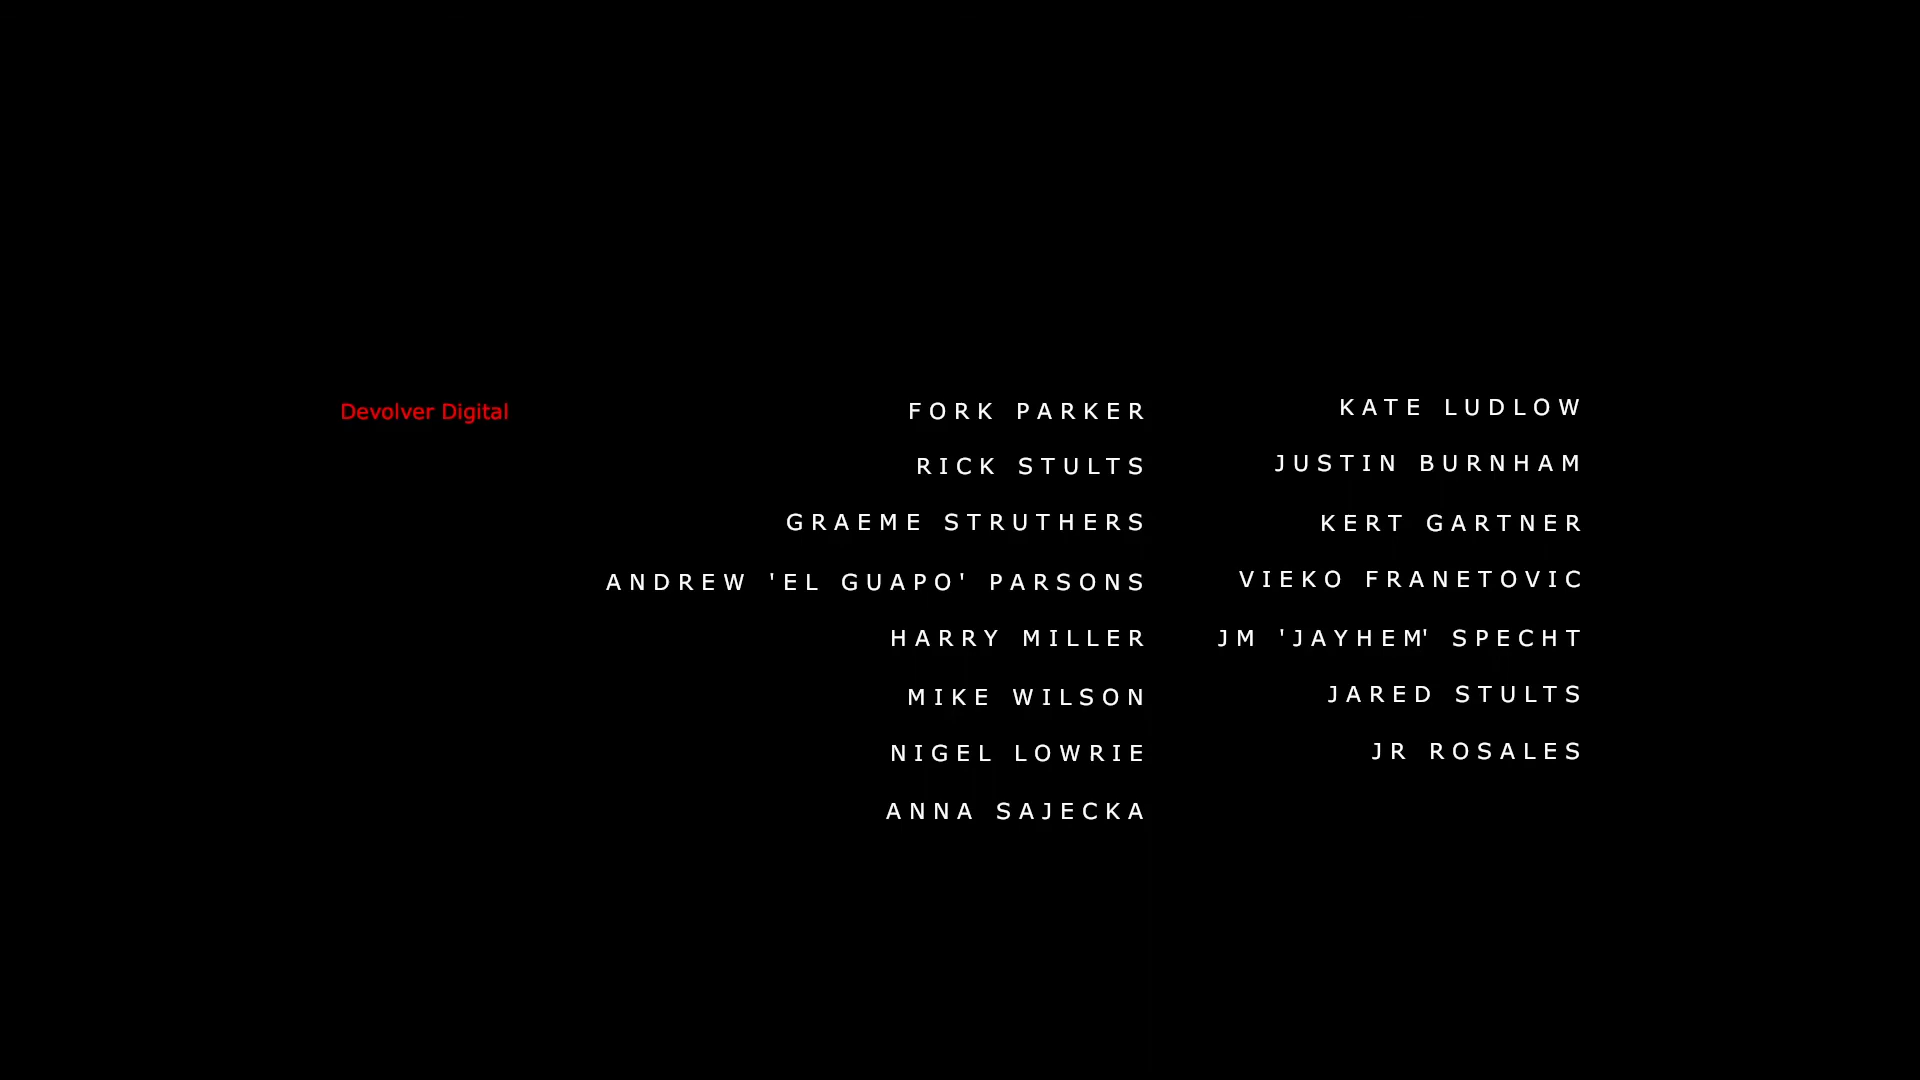 Devolver Digital
FORK PARKER
RICK STULTS
GRAEME STRUTHERS
ANDREW 'EL GUAPO' PARSONS
HARRY MILLER
MIKE WILSON
NIGEL LOWRIE
ANNA SAJECKA
KATE LUDLOW
JUSTIN BURNHAM
KERT GARTNER
VIEKO FRANETOVIC
JM 'JAYHEM' SPECHT
JARED STULTS
JR ROSALES